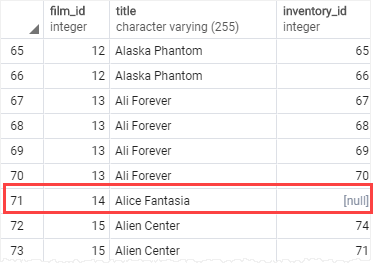 film_id title inventory_id
integer character varying (255) integer
65 12 Alaska Phantom 65
66 12 Alaska Phantom 66
67 13 Ali Forever 67
68 13 Ali Forever 68
69 13 Ali Forever 69
70 13 Ali Forever 70
71 14 Alice Fantasia [null]
72 15 Alien Center 74
73 15 Alien Center 71